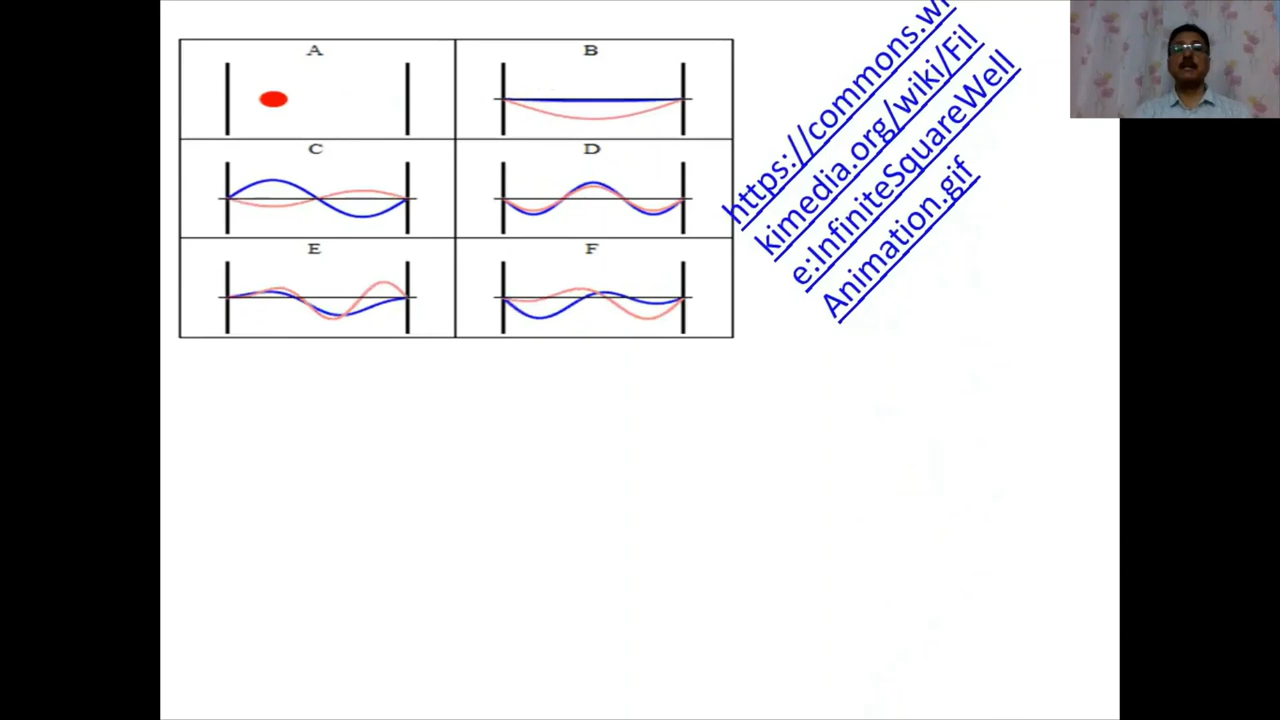 A
B
C
D
E
F
https://commons.wi
kimedia.org/wiki/Fil
e:InfiniteSquareWell
Animation.gif